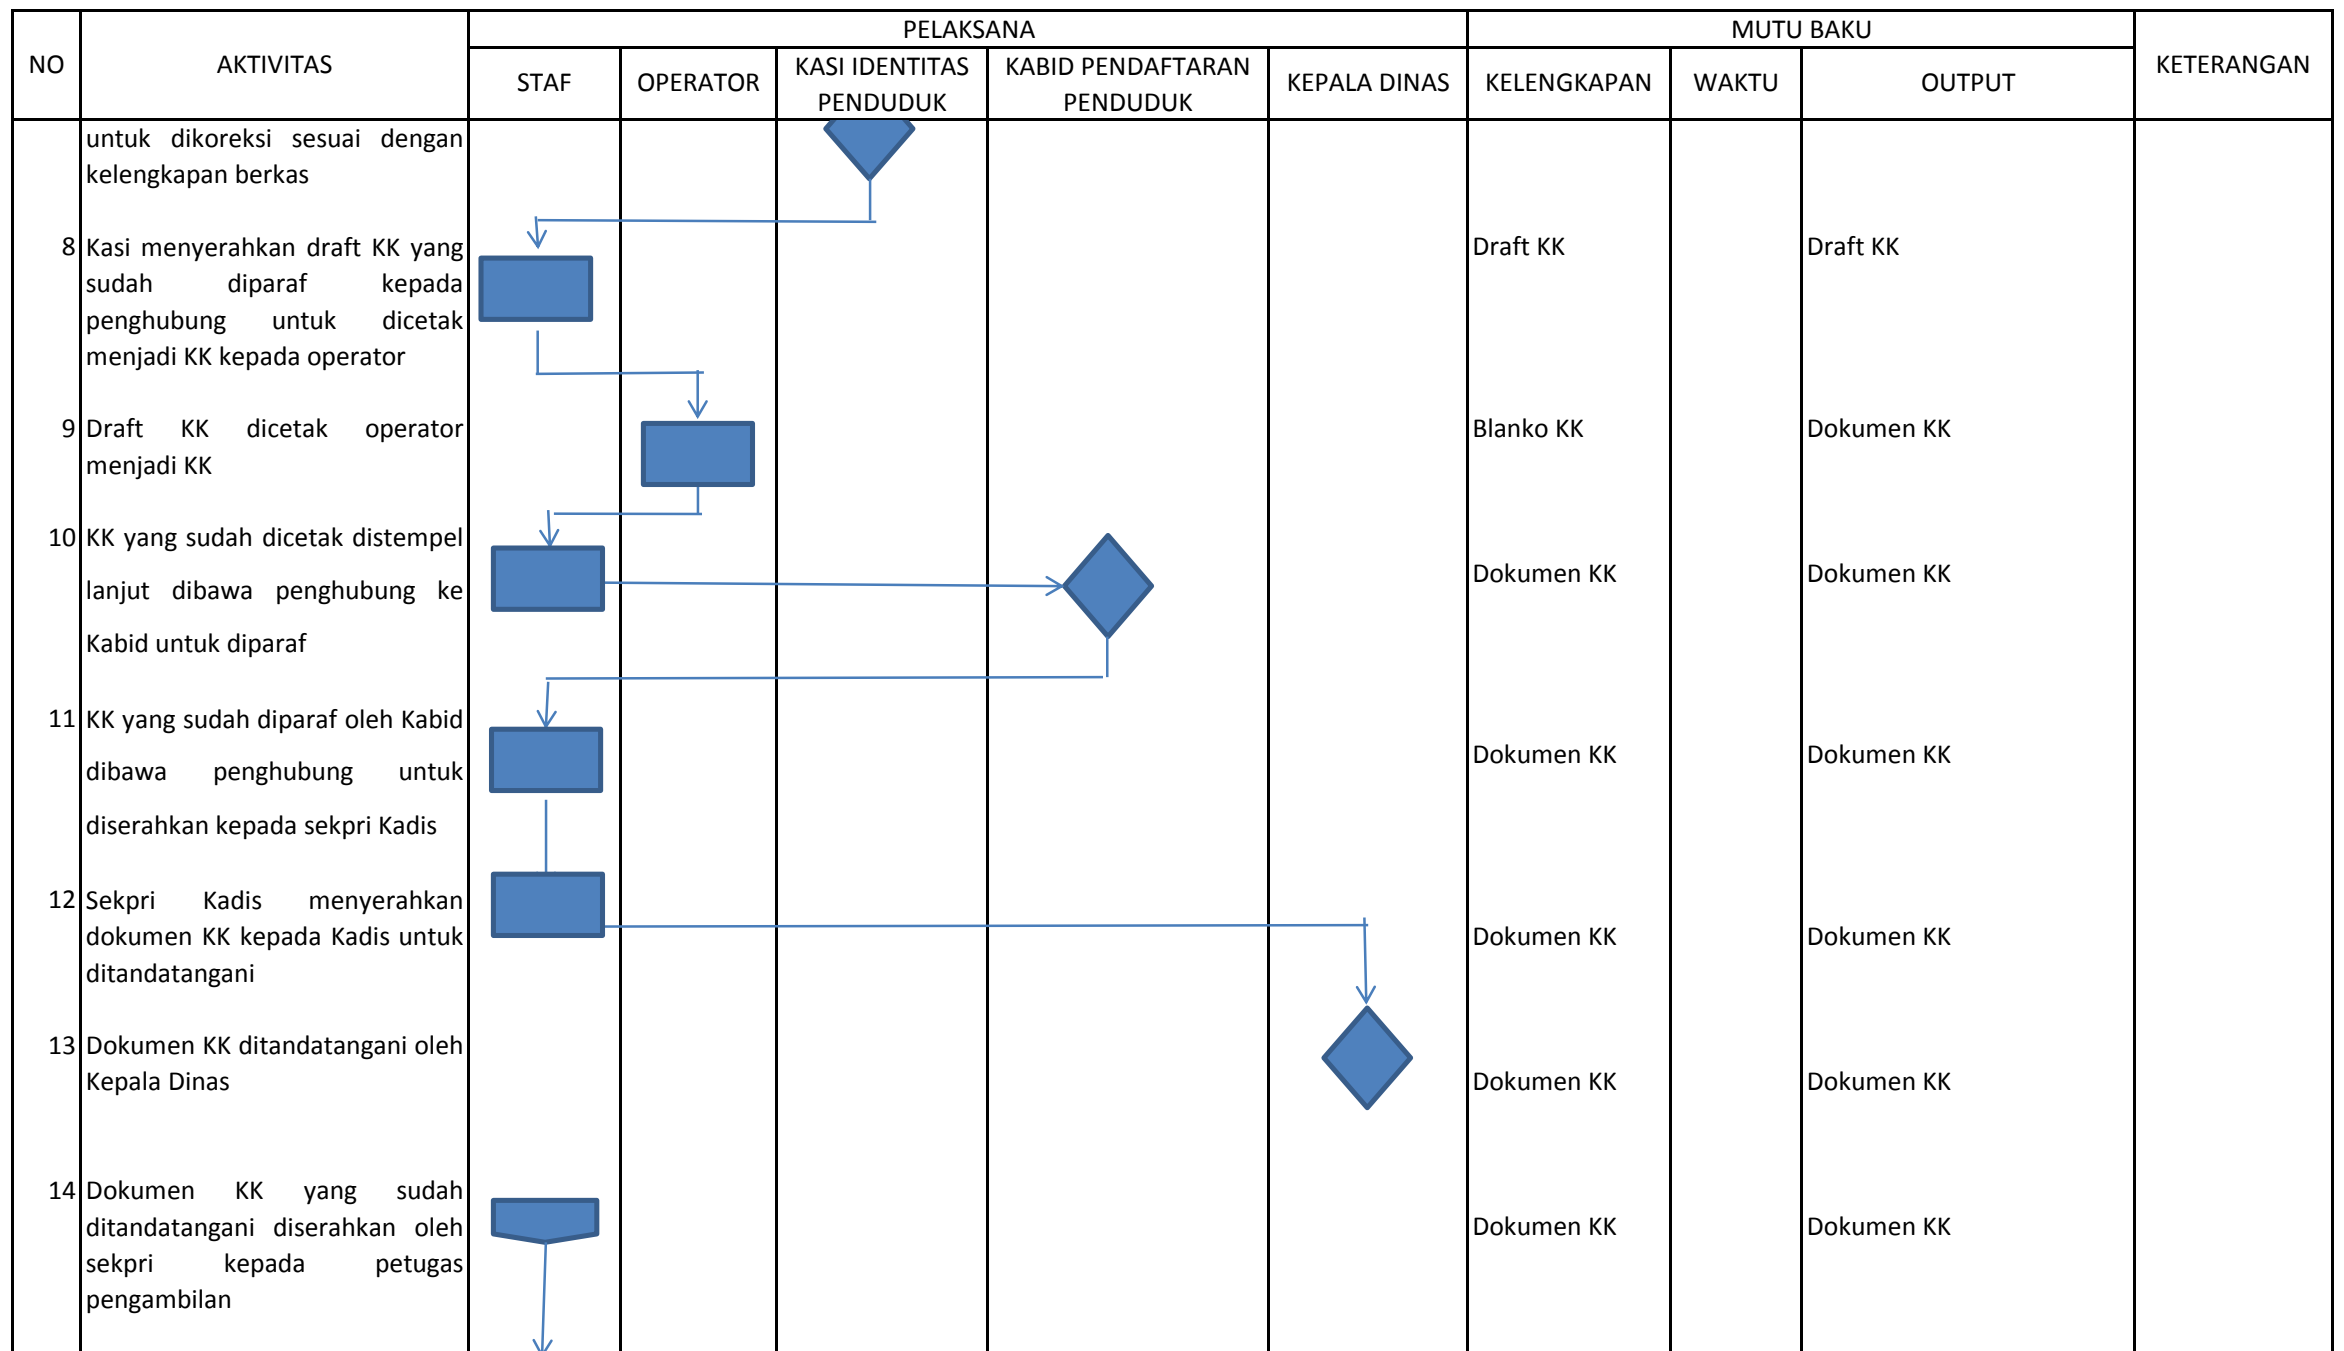 NO
AKTIVITAS
PELAKSANA
MUTU BAKU
KETERANGAN
STAF
OPERATOR
KASI IDENTITAS
PENDUDUK
KABID PENDAFTARAN
PENDUDUK
KEPALA DINAS
KELENGKAPAN
WAKTU
OUTPUT
untuk dikoreksi sesuai dengan
kelengkapan berkas
8 Kasi menyerahkan draft KK yang Draft KK Draft KK
sudah diparaf kepada
penghubung untuk dicetak
menjadi KK kepada operator
9 Draft KK dicetak operator Blanko KK Dokumen KK
menjadi KK
10 KK yang sudah dicetak distempel
lanjut dibawa penghubung ke Dokumen KK Dokumen KK
Kabid untuk diparaf
11 KK yang sudah diparaf oleh Kabid
dibawa penghubung untuk Dokumen KK Dokumen KK
diserahkan kepada sekpri Kadis
12 Sekpri Kadis menyerahkan
dokumen KK kepada Kadis untuk Dokumen KK Dokumen KK
ditandatangani
13 Dokumen KK ditandatangani oleh
Kepala Dinas Dokumen KK Dokumen KK
14 Dokumen KK yang sudah
ditandatangani diserahkan oleh Dokumen KK Dokumen KK
sekpri kepada petugas
pengambilan